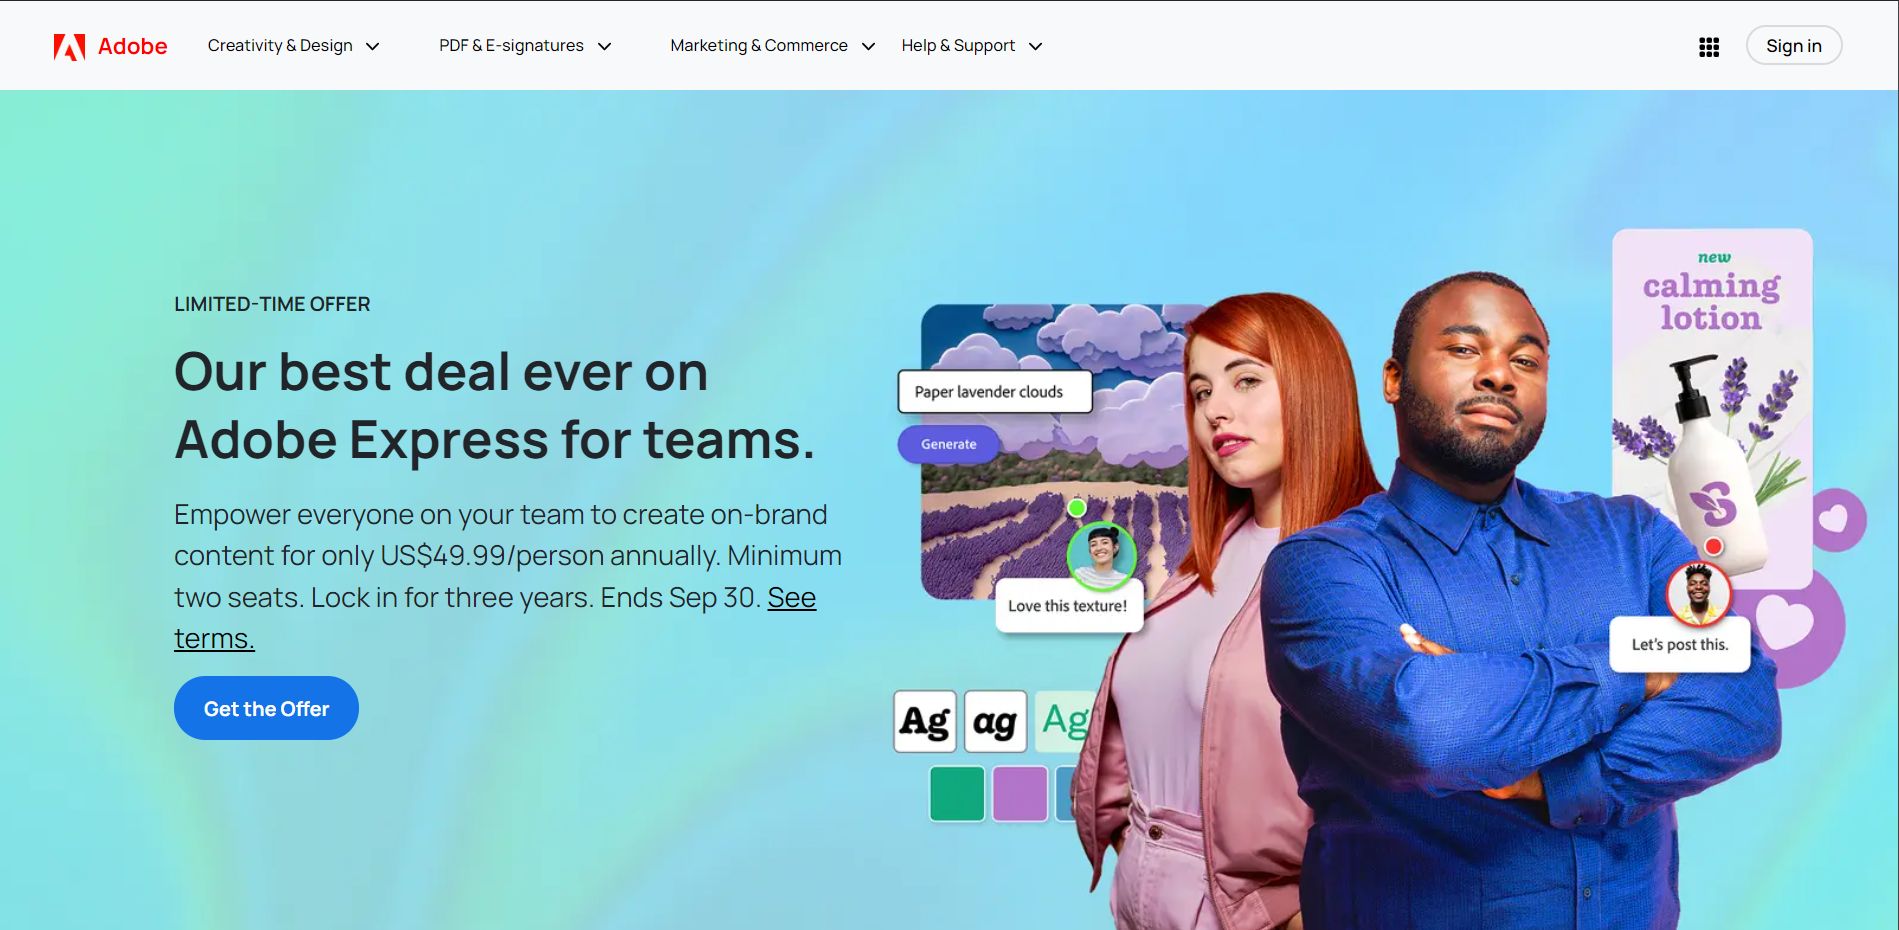 Adobe
Creativity & Design
PDF & E-signatures
Marketing & Commerce
Help & Support
Sign in
LIMITED-TIME OFFER
Our best deal ever on
Adobe Express for teams.
Empower everyone on your team to create on-brand
content for only US$49.99/person annually. Minimum
two seats. Lock in for three years. Ends Sep 30. See
terms.
Get the Offer
Paper lavender clouds
Generate
Love this texture!
Ag
ag
Ag
new
calming
lotion
S
Let's post this.